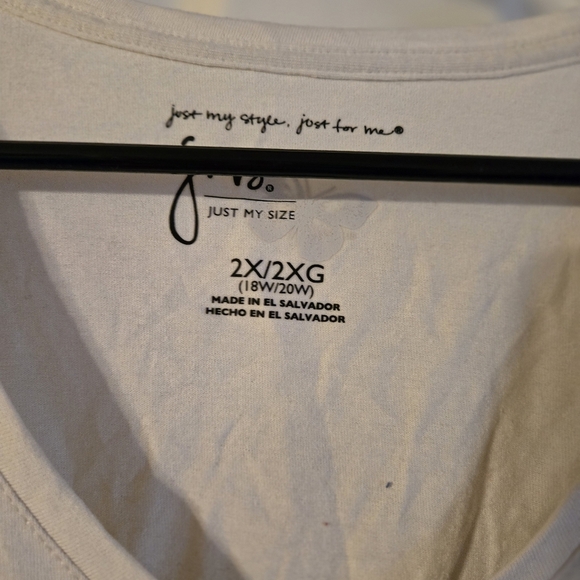 just my style. just for me®
JUST MY SIZE
2X/2XG
(18W/20W)
MADE IN EL SALVADOR
HECHO EN EL SALVADOR